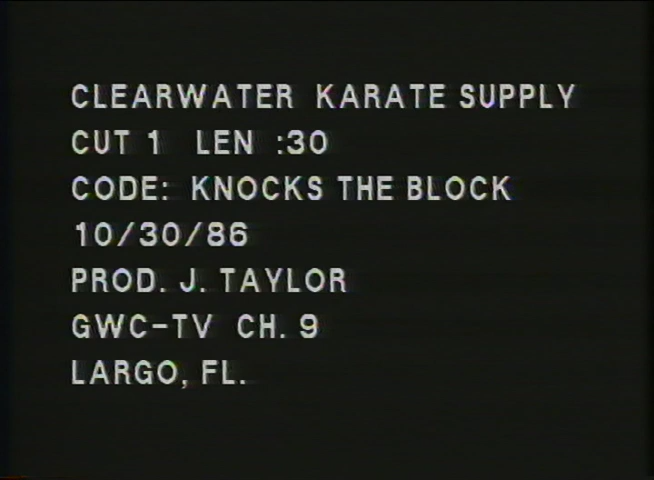 CLEARWATER KARATE SUPPLY
CUT 1 LEN :30
CODE: KNOCKS THE BLOCK
10/30/86
PROD. J. TAYLOR
GWC-TV CH. 9
LARGO, FL.